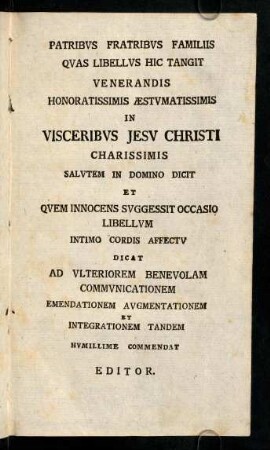 PATRIBVS FRATRIBVS FAMILIIS
QVAS LIBELLVS HIC TANGIT
VENERANDIS
HONORATISSIMIS ÆSTVMATISSIMIS
IN
VISCERIBVS JESV CHRISTI
CHARISSIMIS
SALVTEM IN DOMINO DICIT
ET
QVEM INNOCENS SVGGESSIT OCCASIO
LIBELLVM
INTIMO CORDIS AFFECTV
DICAT
AD VLTERIOREM BENEVOLAM
COMMVNICATIONEM
EMENDATIONEM AVGMENTATIONEM
ET
INTEGRATIONEM TANDEM
HVMILLIME COMMENDAT
EDITOR.